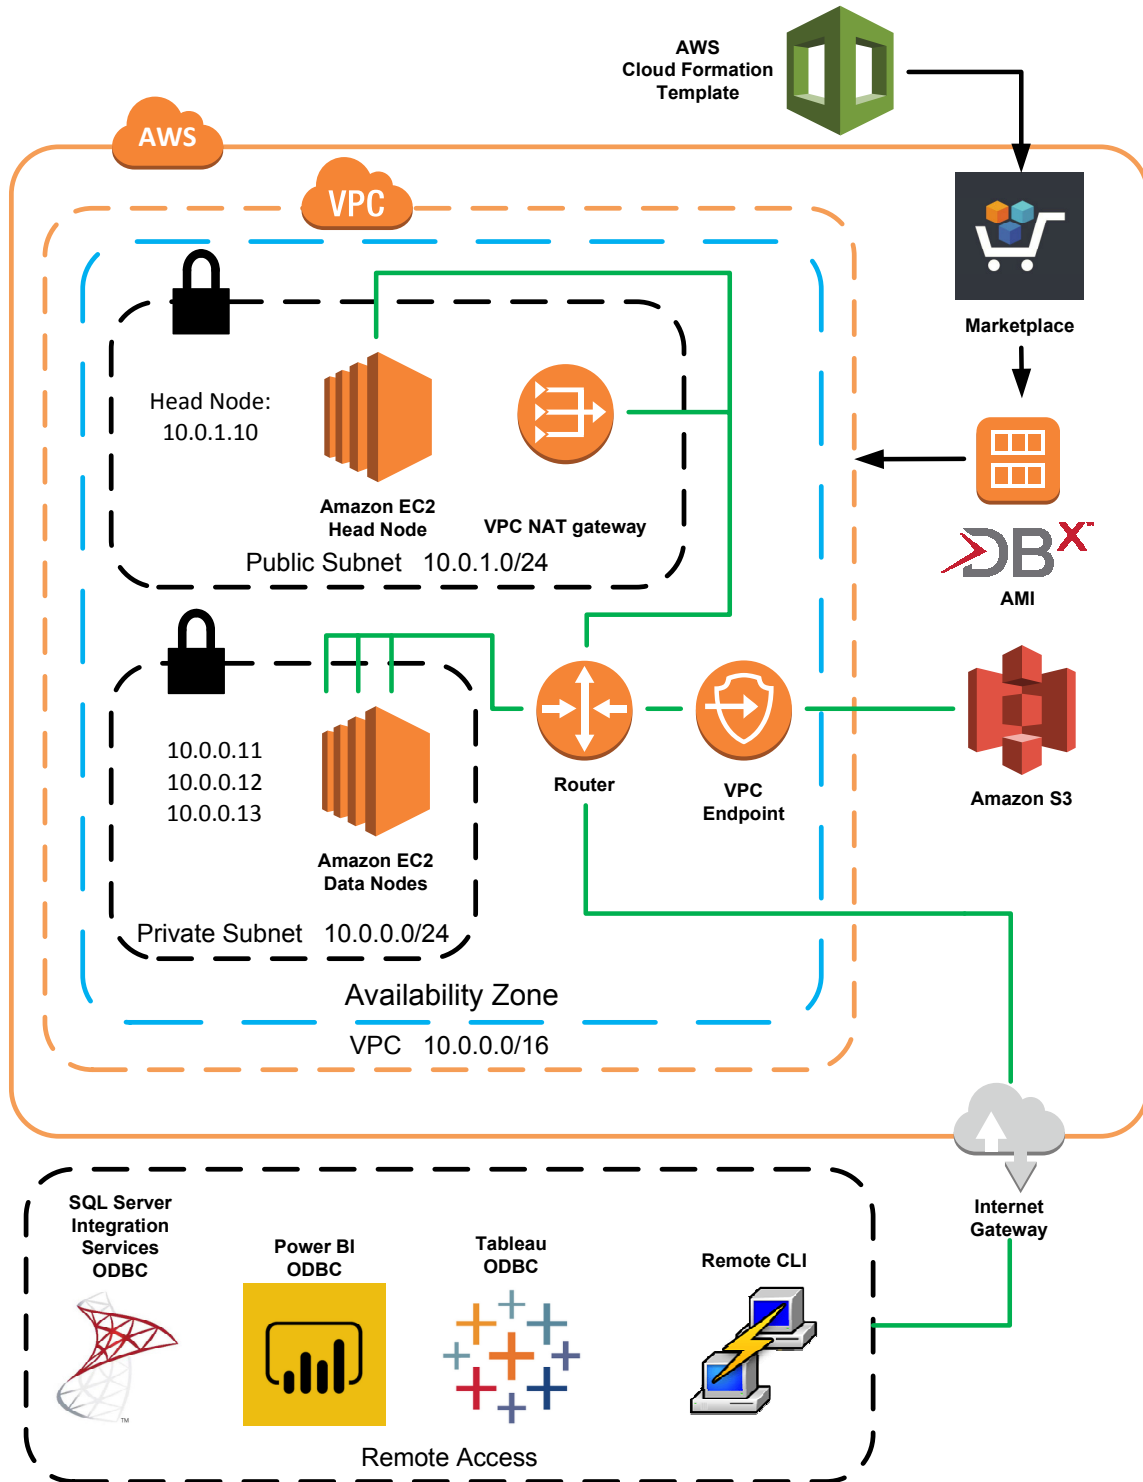 AWS
Cloud Formation
Template
AWS
VPC
Marketplace
Head Node:
10.0.1.10
Amazon EC2
Head Node
VPC NAT gateway
Public Subnet 10.0.1.0/24
DBX™
AMI
10.0.0.11
10.0.0.12
10.0.0.13
Amazon EC2
Data Nodes
Router
VPC
Endpoint
Amazon S3
Private Subnet 10.0.0.0/24
Availability Zone
VPC 10.0.0.0/16
Internet
Gateway
SQL Server
Integration
Services
ODBC
TM
Power BI
ODBC
Tableau
ODBC
Remote CLI
Remote Access